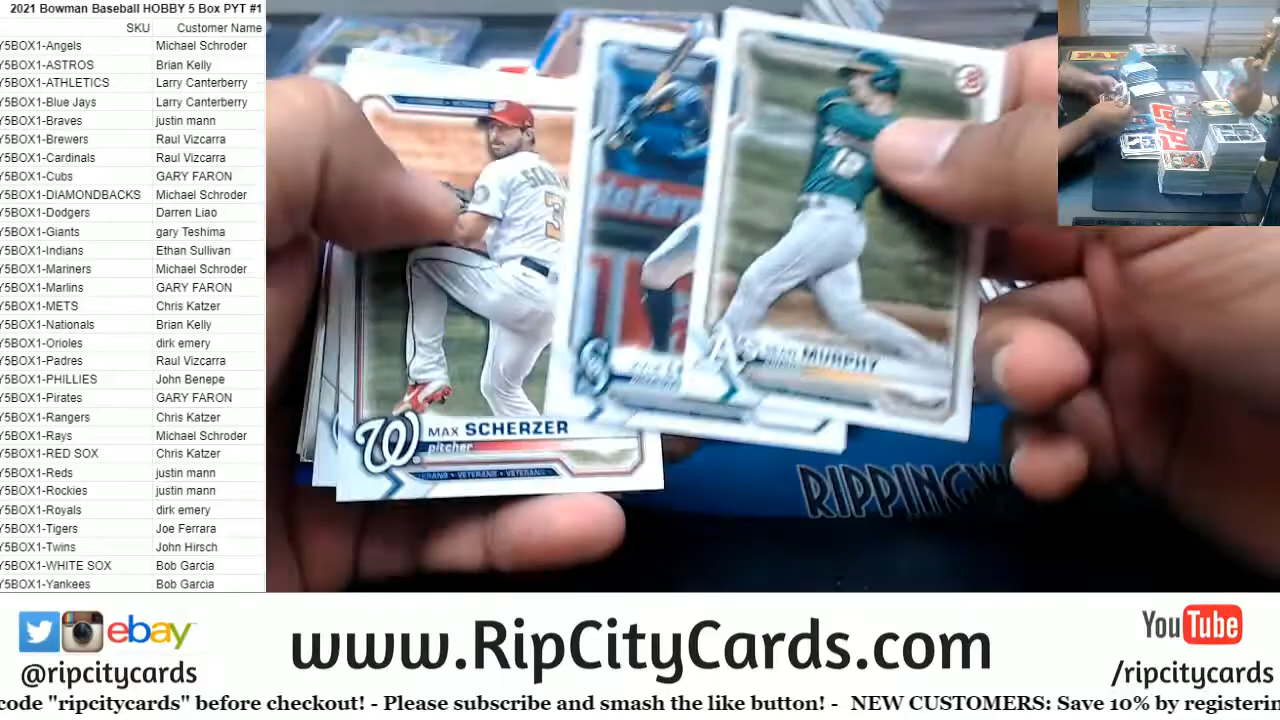 2021 Bowman Baseball HOBBY 5 Box PYT #1
SKU Customer Name
Y5BOX1-Angels Michael Schroder
Y5BOX1-ASTROS Brian Kelly
Y5BOX1-ATHLETICS Larry Canterberry
Y5BOX1-Blue Jays Larry Canterberry
Y5BOX1-Braves justin mann
Y5BOX1-Brewers Raul Vizcarra
Y5BOX1-Cardinals Raul Vizcarra
Y5BOX1-Cubs GARY FARON
Y5BOX1-DIAMONDBACKS Michael Schroder
Y5BOX1-Dodgers Darren Liao
Y5BOX1-Giants gary Teshima
Y5BOX1-Indians Ethan Sullivan
Y5BOX1-Mariners Michael Schroder
Y5BOX1-Marlins GARY FARON
Y5BOX1-METS Chris Katzer
Y5BOX1-Nationals Brian Kelly
Y5BOX1-Orioles dirk emery
Y5BOX1-Padres Raul Vizcarra
Y5BOX1-PHILLIES John Benepe
Y5BOX1-Pirates GARY FARON
Y5BOX1-Rangers Chris Katzer
Y5BOX1-Rays Michael Schroder
Y5BOX1-RED SOX Chris Katzer
Y5BOX1-Reds justin mann
Y5BOX1-Rockies justin mann
Y5BOX1-Royals dirk emery
Y5BOX1-Tigers Joe Ferrara
Y5BOX1-Twins John Hirsch
Y5BOX1-WHITE SOX Bob Garcia
Y5BOX1-Yankees Bob Garcia
W
MAX SCHERZER
pitcher
VETERANS • VETERANS
MURPHY
RIPPING
ebay
@ripcitycards
www.RipCityCards.com
YouTube
/ripcitycards
code "ripcitycards" before checkout! - Please subscribe and smash the like button! - NEW CUSTOMERS: Save 10% by registerin